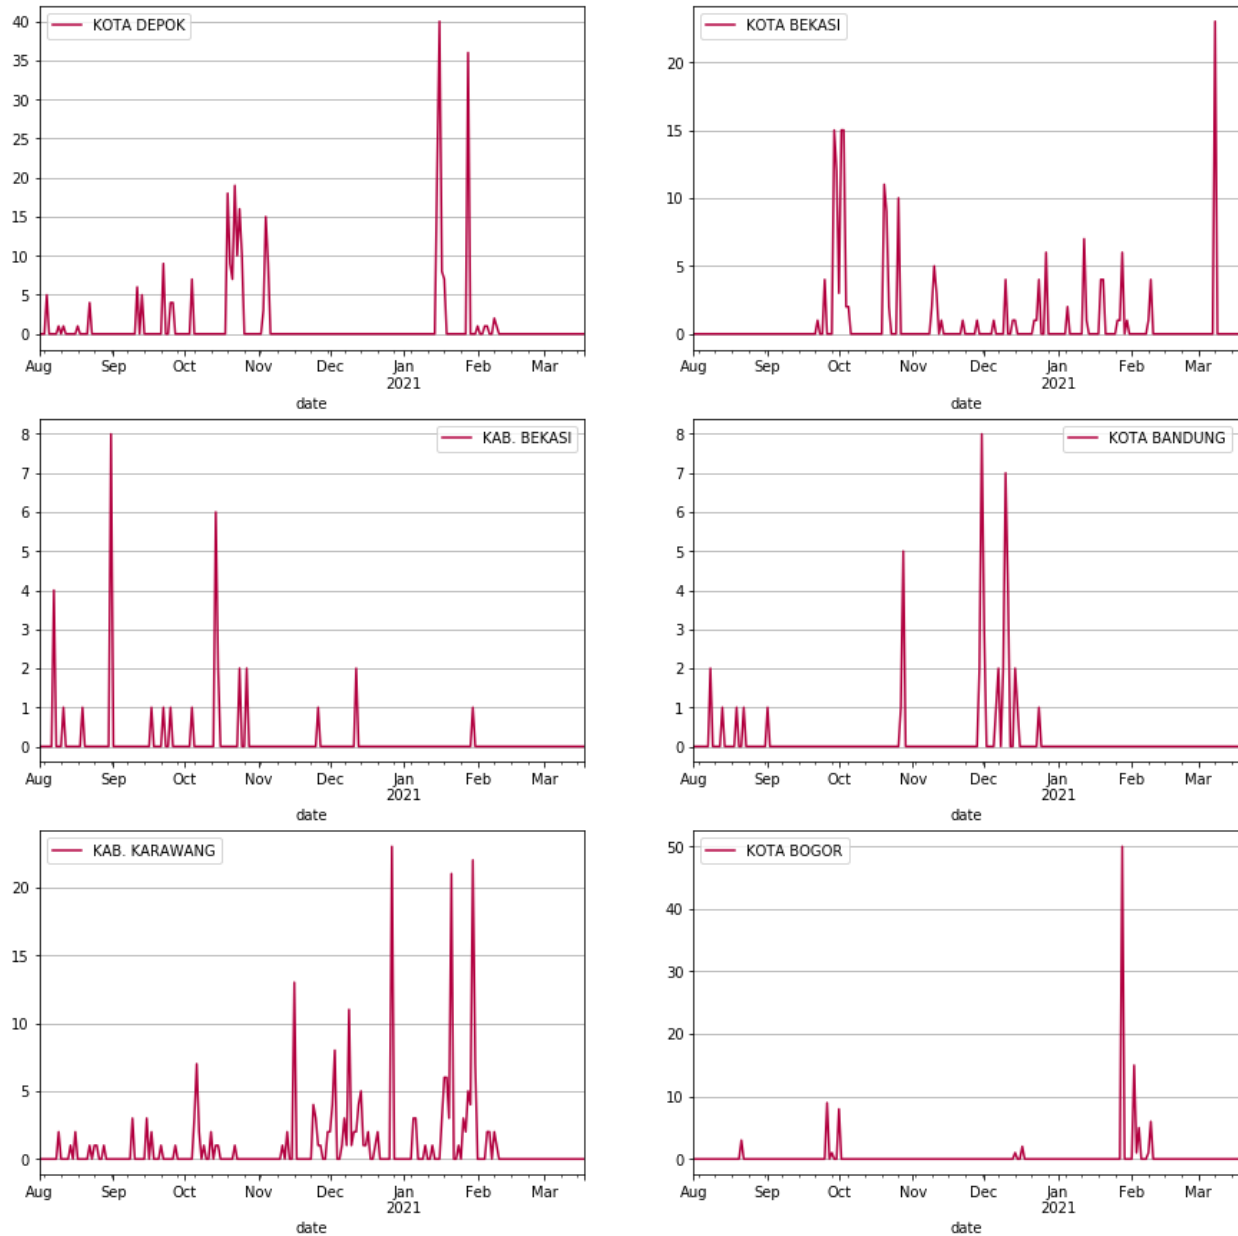 KOTA DEPOK
40
35
30
25
20
15
10
5
0
Aug Sep Oct Nov Dec Jan Feb Mar
2021
date
KOTA BEKASI
20
15
10
5
0
Aug Sep Oct Nov Dec Jan Feb Mar
2021
date
KAB. BEKASI
8
7
6
5
4
3
2
1
0
Aug Sep Oct Nov Dec Jan Feb Mar
2021
date
KOTA BANDUNG
8
7
6
5
4
3
2
1
0
Aug Sep Oct Nov Dec Jan Feb Mar
2021
date
KAB. KARAWANG
20
15
10
5
0
Aug Sep Oct Nov Dec Jan Feb Mar
2021
date
KOTA BOGOR
50
40
30
20
10
0
Aug Sep Oct Nov Dec Jan Feb Mar
2021
date